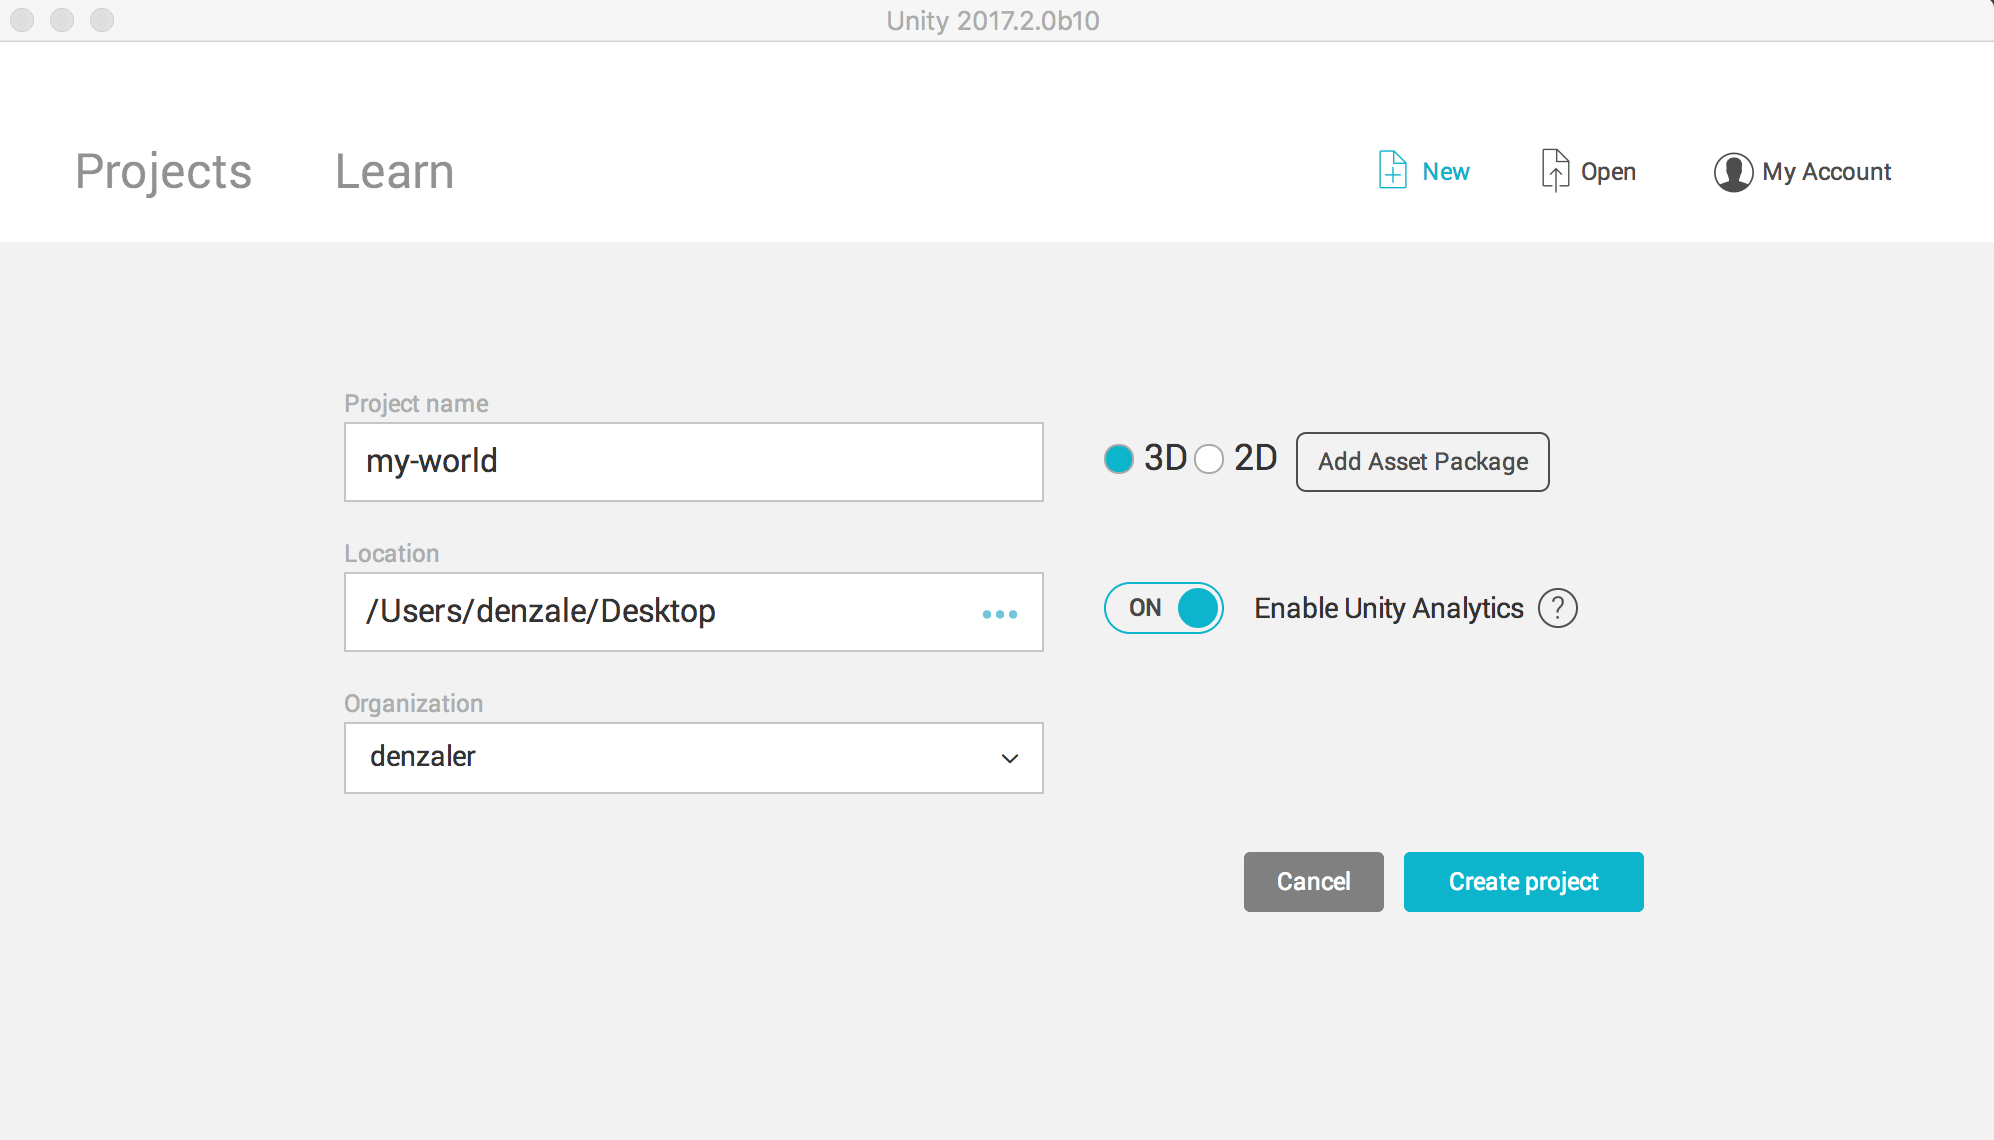 Unity 2017.2.0b10
Projects Learn New Open My Account
Project name
my-world
3D 2D Add Asset Package
Location
/Users/denzale/Desktop
ON Enable Unity Analytics ?
Organization
denzaler
Cancel Create project